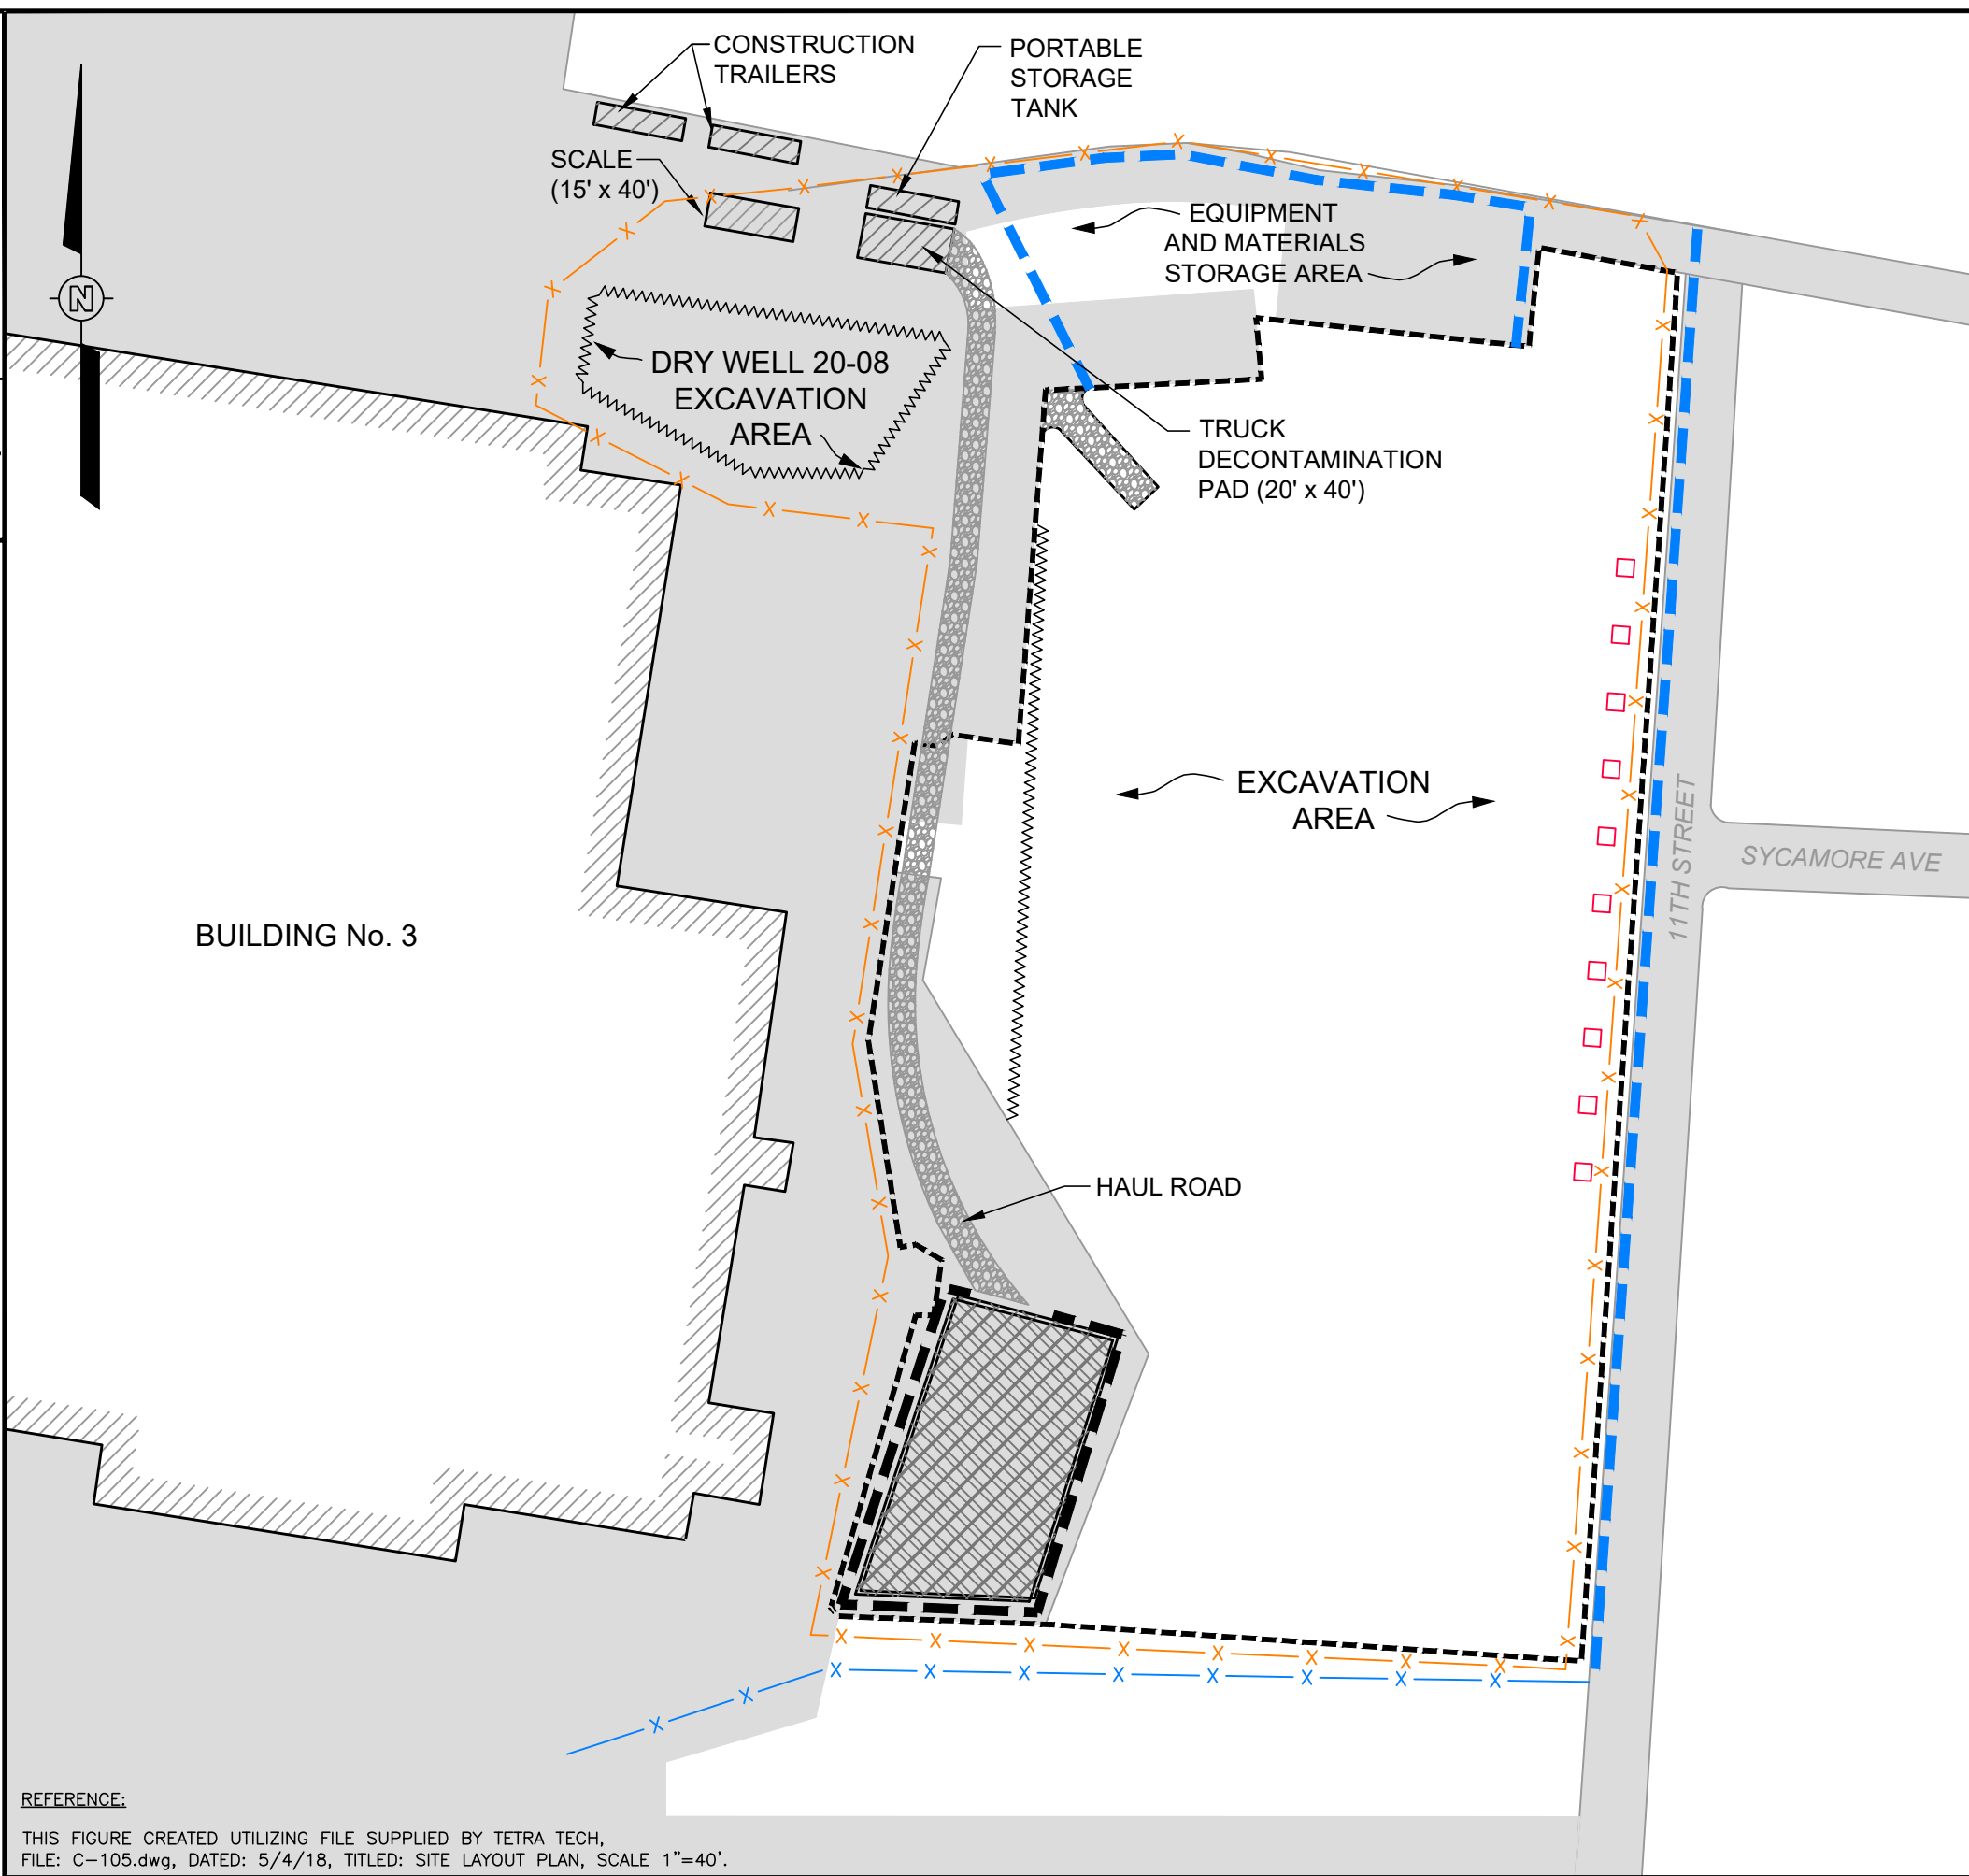 CONSTRUCTION
TRAILERS
PORTABLE
STORAGE
TANK
SCALE
(15' x 40')
EQUIPMENT
AND MATERIALS
STORAGE AREA
N
DRY WELL 20-08
EXCAVATION
AREA
TRUCK
DECONTAMINATION
PAD (20' x 40')
EXCAVATION
AREA
11TH STREET
SYCAMORE AVE
BUILDING No. 3
HAUL ROAD
REFERENCE:
THIS FIGURE CREATED UTILIZING FILE SUPPLIED BY TETRA TECH,
FILE: C-105.dwg, DATED: 5/4/18, TITLED: SITE LAYOUT PLAN, SCALE 1"=40'.